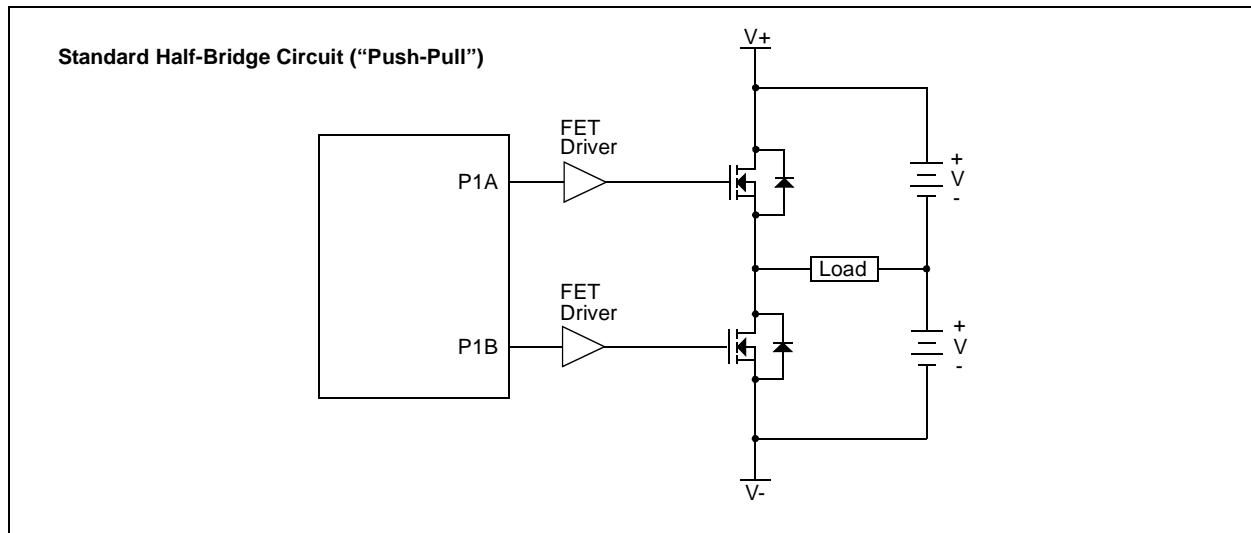 Standard Half-Bridge Circuit (“Push-Pull”)
V+
FET
Driver
P1A
+
V
-
Load
FET
Driver
P1B
+
V
-
V-